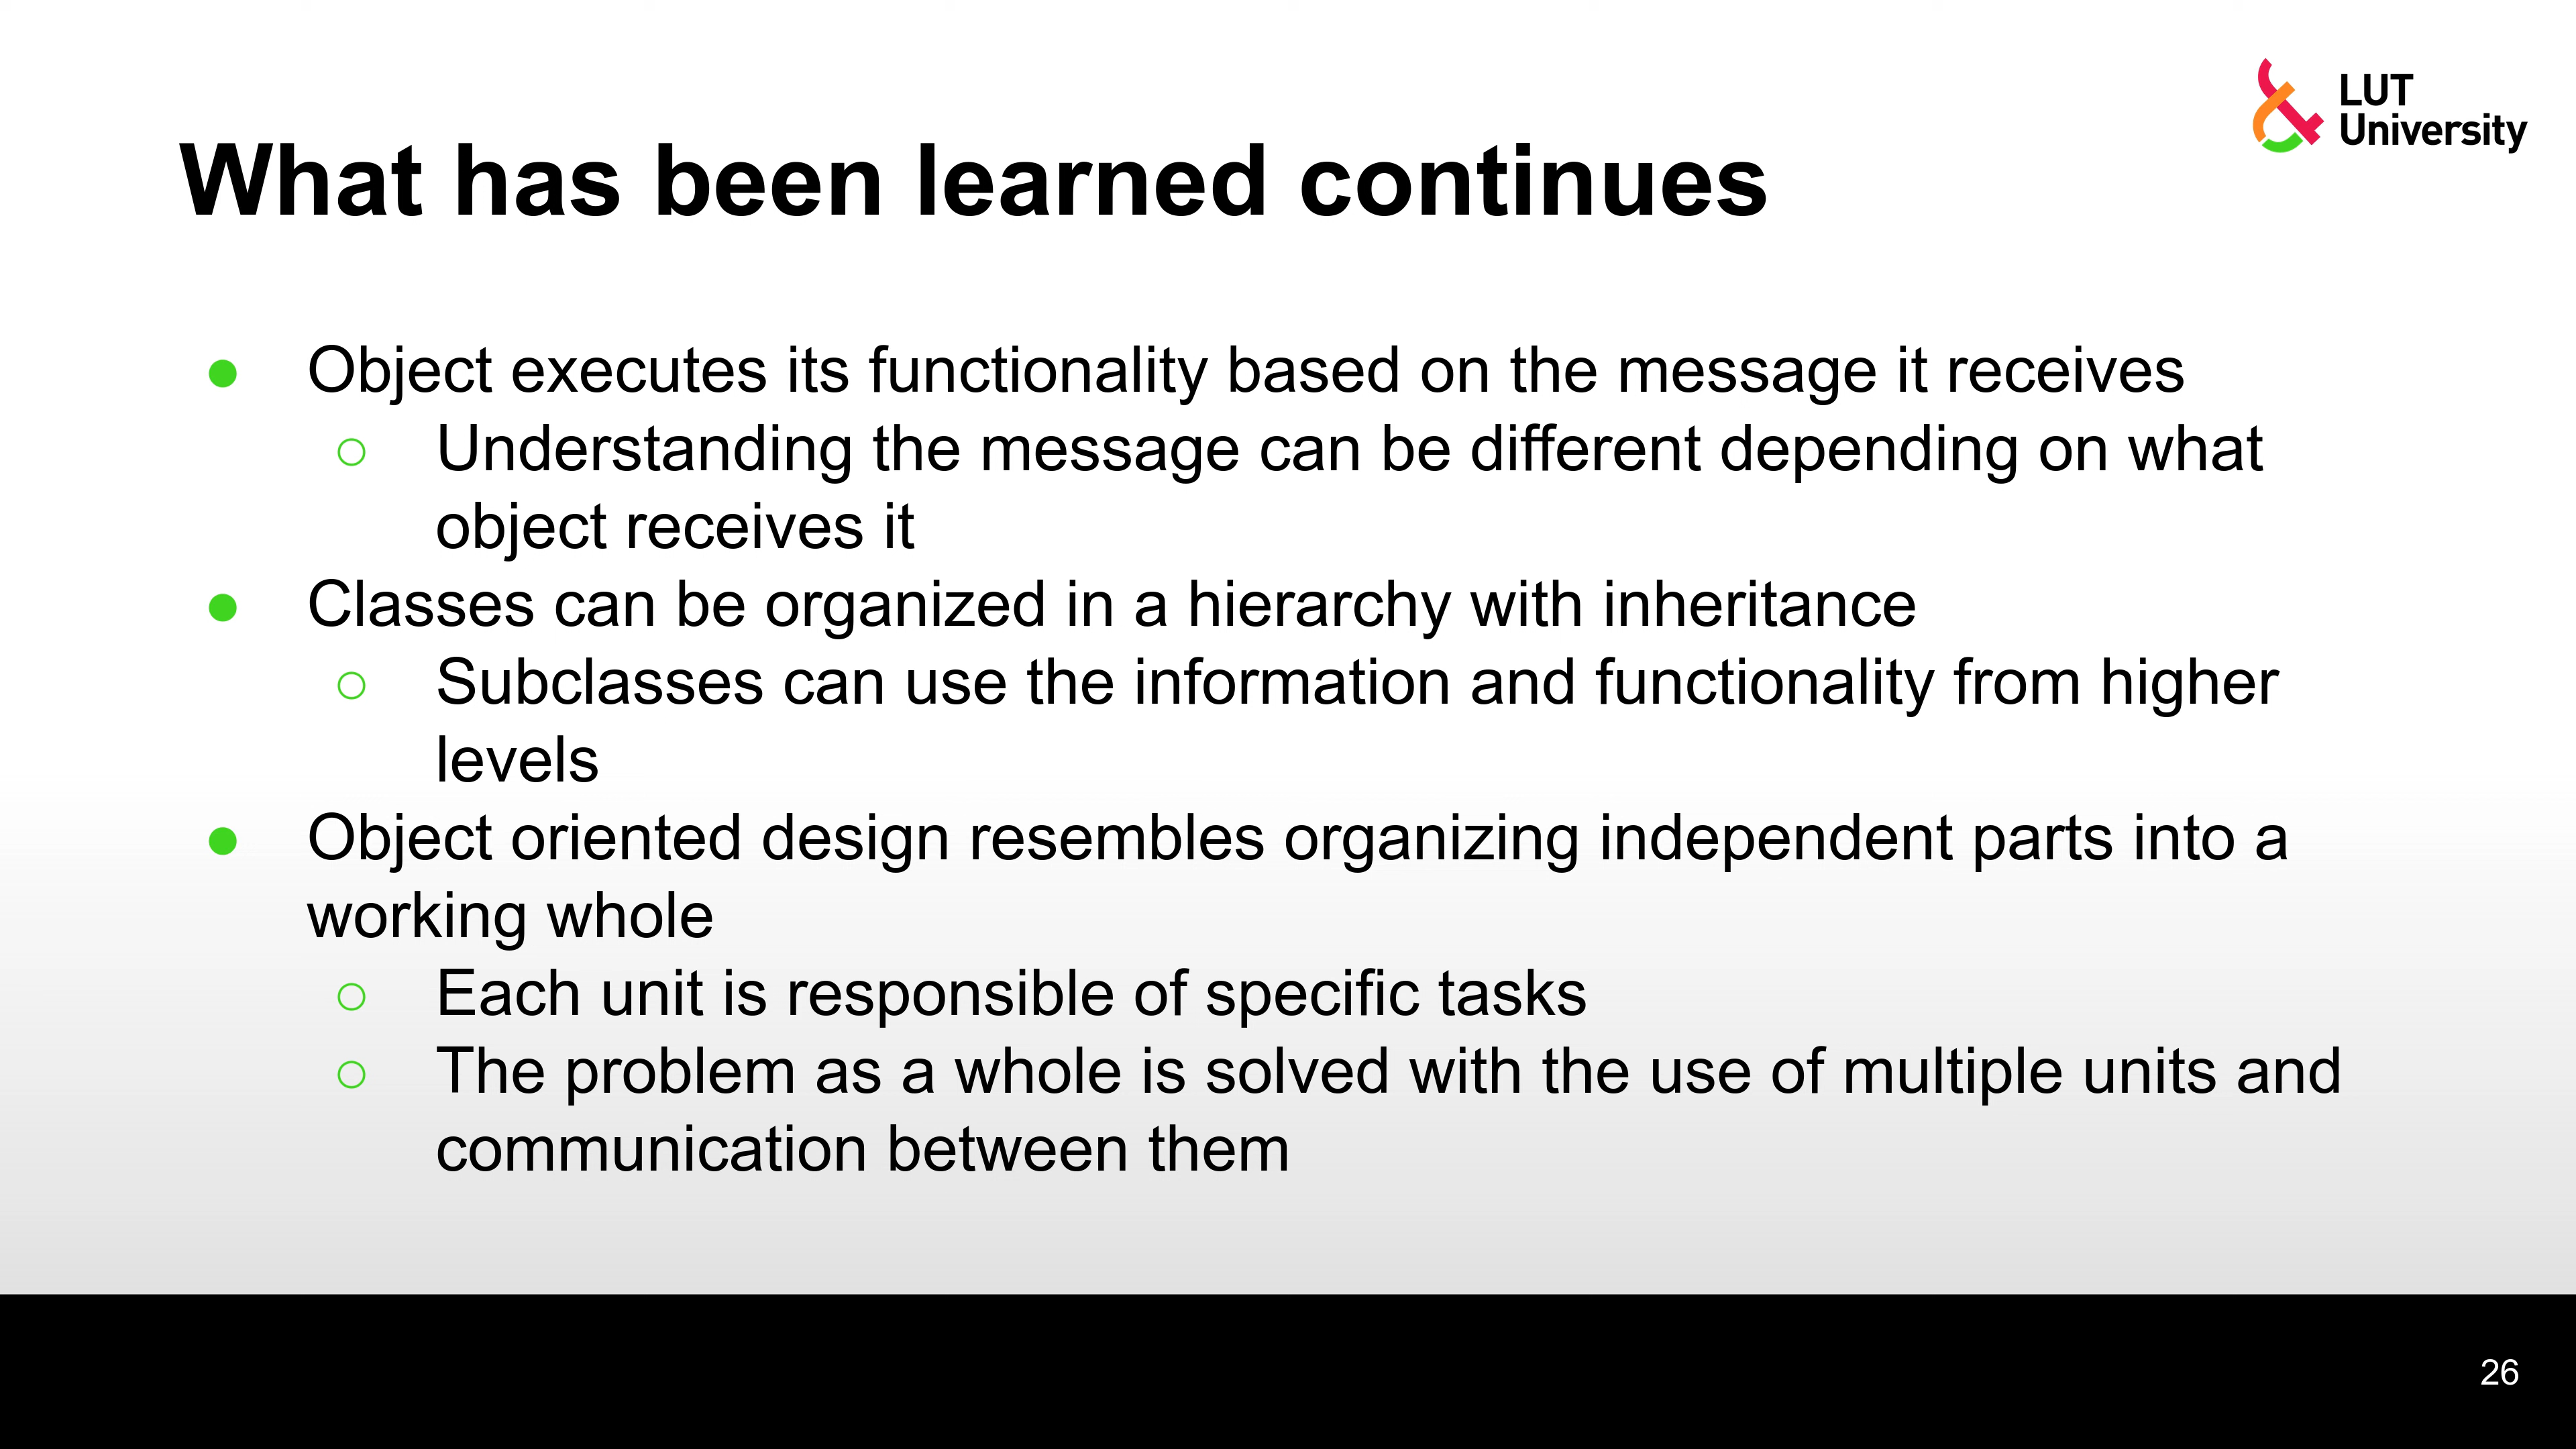 LUT
University
What has been learned continues
● Object executes its functionality based on the message it receives
○ Understanding the message can be different depending on what
object receives it
● Classes can be organized in a hierarchy with inheritance
○ Subclasses can use the information and functionality from higher
levels
● Object oriented design resembles organizing independent parts into a
working whole
○ Each unit is responsible of specific tasks
○ The problem as a whole is solved with the use of multiple units and
communication between them
26